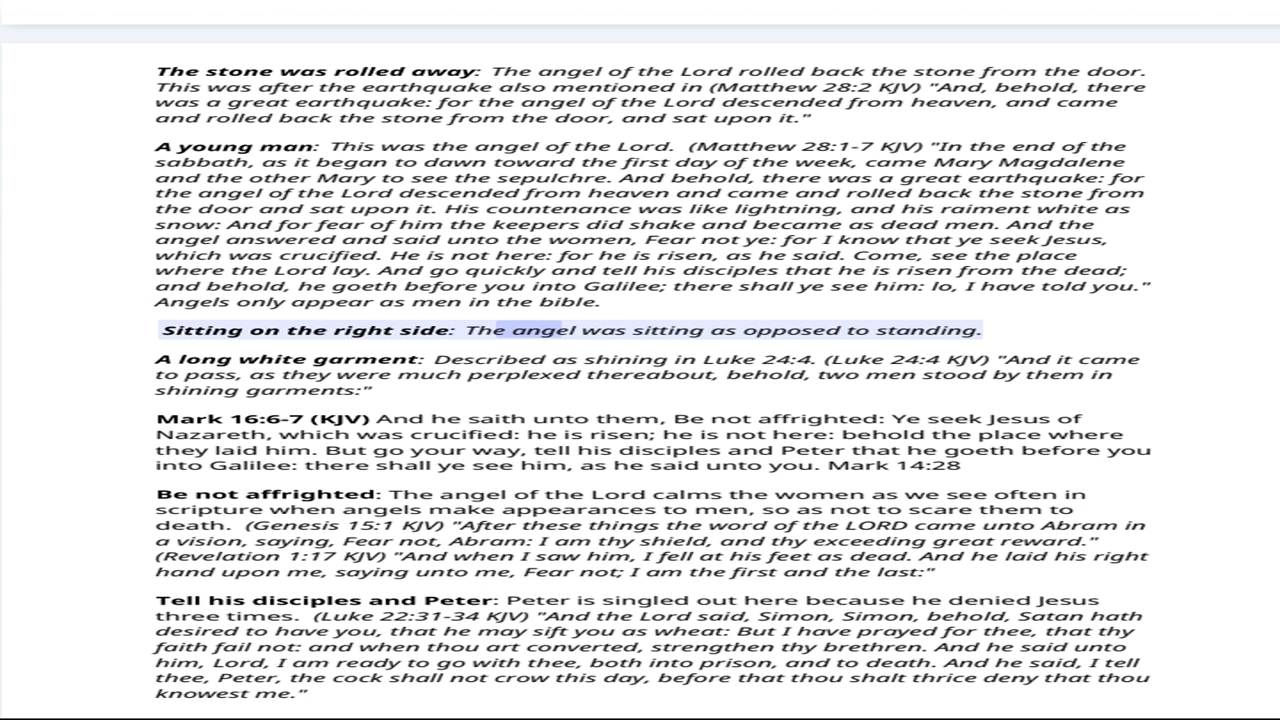 The stone was rolled away: The angel of the Lord rolled back the stone from the door.
This was after the earthquake also mentioned in (Matthew 28:2 KJV) "And, behold, there
was a great earthquake: for the angel of the Lord descended from heaven, and came
and rolled back the stone from the door, and sat upon it."
A young man: This was the angel of the Lord. (Matthew 28:1-7 KJV) "In the end of the
sabbath, as it began to dawn toward the first day of the week, came Mary Magdalene
and the other Mary to see the sepulchre. And behold, there was a great earthquake: for
the angel of the Lord descended from heaven and came and rolled back the stone from
the door and sat upon it. His countenance was like lightning, and his raiment white as
snow: And for fear of him the keepers did shake and became as dead men. And the
angel answered and said unto the women, Fear not ye: for I know that ye seek Jesus,
which was crucified. He is not here: for he is risen, as he said. Come, see the place
where the Lord lay. And go quickly and tell his disciples that he is risen from the dead;
and behold, he goeth before you into Galilee; there shall ye see him: lo, I have told you."
Angels only appear as men in the bible.
Sitting on the right side: The angel was sitting as opposed to standing.
A long white garment: Described as shining in Luke 24:4. (Luke 24:4 KJV) "And it came
to pass, as they were much perplexed thereabout, behold, two men stood by them in
shining garments:"
Mark 16:6-7 (KJV) And he saith unto them, Be not affrighted: Ye seek Jesus of
Nazareth, which was crucified: he is risen; he is not here: behold the place where
they laid him. But go your way, tell his disciples and Peter that he goeth before you
into Galilee: there shall ye see him, as he said unto you. Mark 14:28
Be not affrighted: The angel of the Lord calms the women as we see often in
scripture when angels make appearances to men, so as not to scare them to
death. (Genesis 15:1 KJV) "After these things the word of the LORD came unto Abram in
a vision, saying, Fear not, Abram: I am thy shield, and thy exceeding great reward."
(Revelation 1:17 KJV) "And when I saw him, I fell at his feet as dead. And he laid his right
hand upon me, saying unto me, Fear not; I am the first and the last:"
Tell his disciples and Peter: Peter is singled out here because he denied Jesus
three times. (Luke 22:31-34 KJV) "And the Lord said, Simon, Simon, behold, Satan hath
desired to have you, that he may sift you as wheat: But I have prayed for thee, that thy
faith fail not: and when thou art converted, strengthen thy brethren. And he said unto
him, Lord, I am ready to go with thee, both into prison, and to death. And he said, I tell
thee, Peter, the cock shall not crow this day, before that thou shalt thrice deny that thou
knowest me."